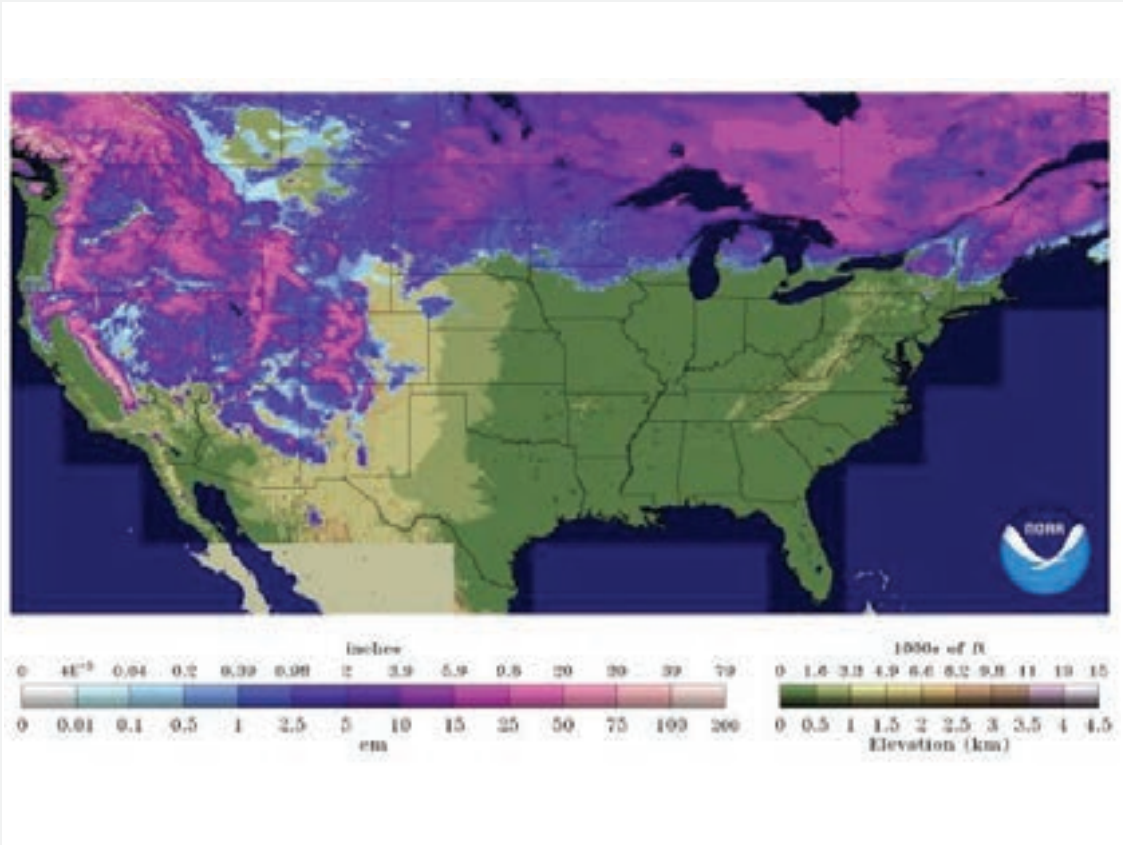 NOAA
inches
0 4E⁻³ 0.04 0.2 0.39 0.98 2 3.9 5.9 9.8 20 30 39 79
0 0.01 0.1 0.5 1 2.5 5 10 15 25 50 75 100 200
cm
1000s of ft
0 1.6 3.3 4.9 6.6 8.2 9.8 11 13 15
0 0.5 1 1.5 2 2.5 3 3.5 4 4.5
Elevation (km)